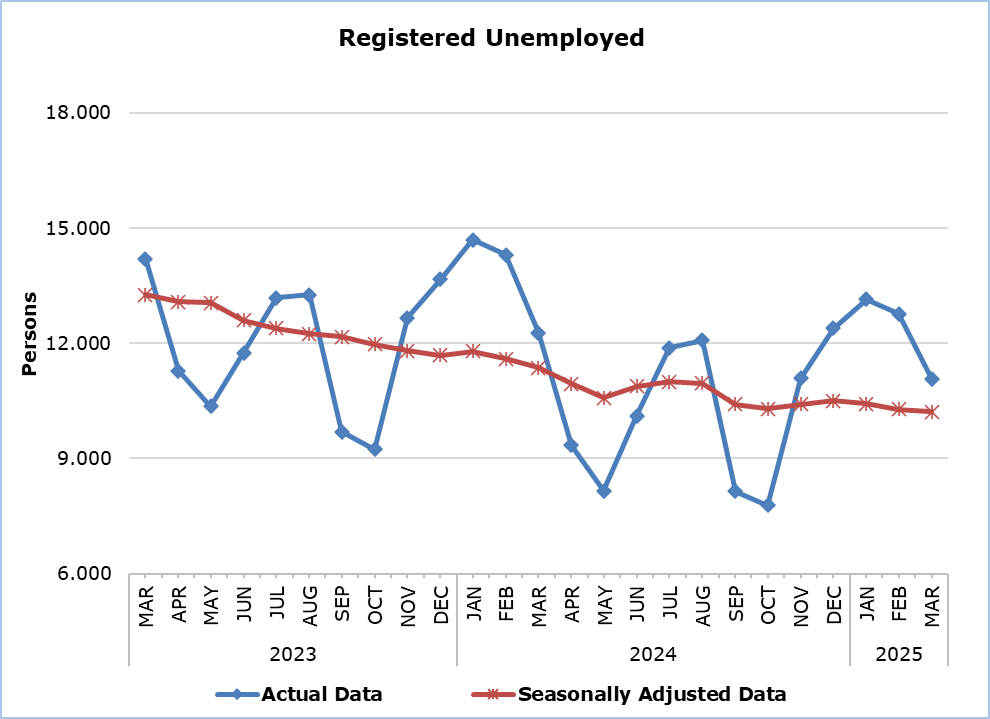 Registered Unemployed
18.000
15.000
12.000
9.000
6.000
Persons
MAR APR MAY JUN JUL AUG SEP OCT NOV DEC JAN FEB MAR APR MAY JUN JUL AUG SEP OCT NOV DEC JAN FEB MAR
2023 2024 2025
Actual Data Seasonally Adjusted Data